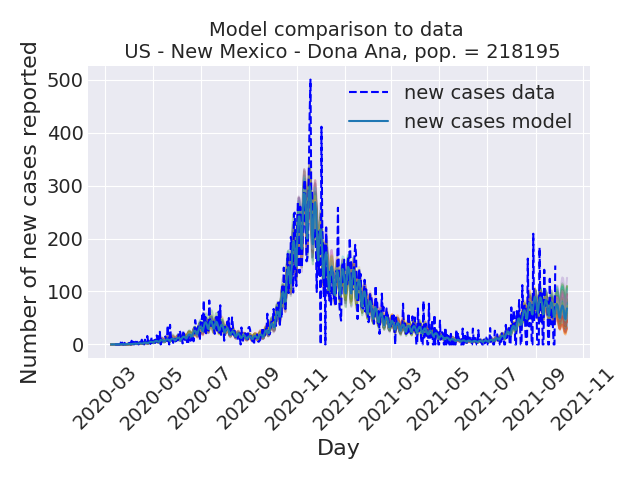 Model comparison to data
US - New Mexico - Dona Ana, pop. = 218195
Number of new cases reported
500
400
300
200
100
0
new cases data
new cases model
2020-03
2020-05
2020-07
2020-09
2020-11
2021-01
2021-03
2021-05
2021-07
2021-09
2021-11
Day